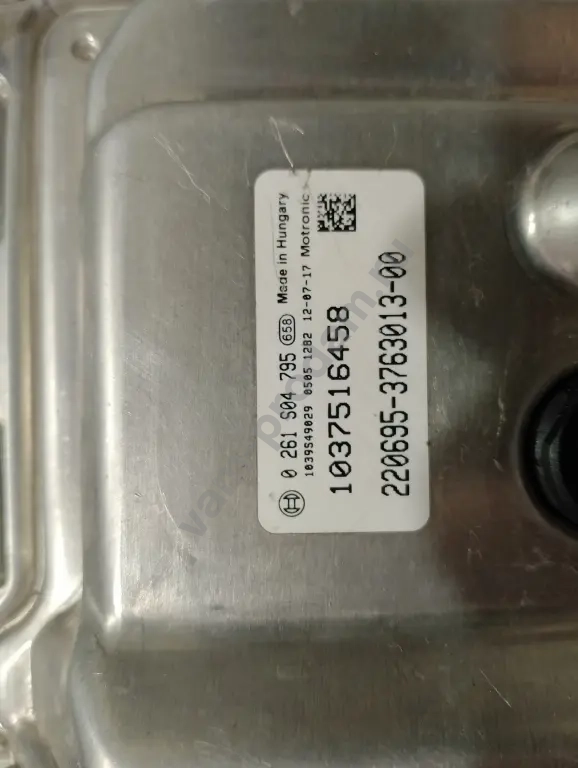 0 261 S04 795 658 Made in Hungary
1039S49029 0505 1282 12-07-17 Motronic
1037516458
220695-3763013-00